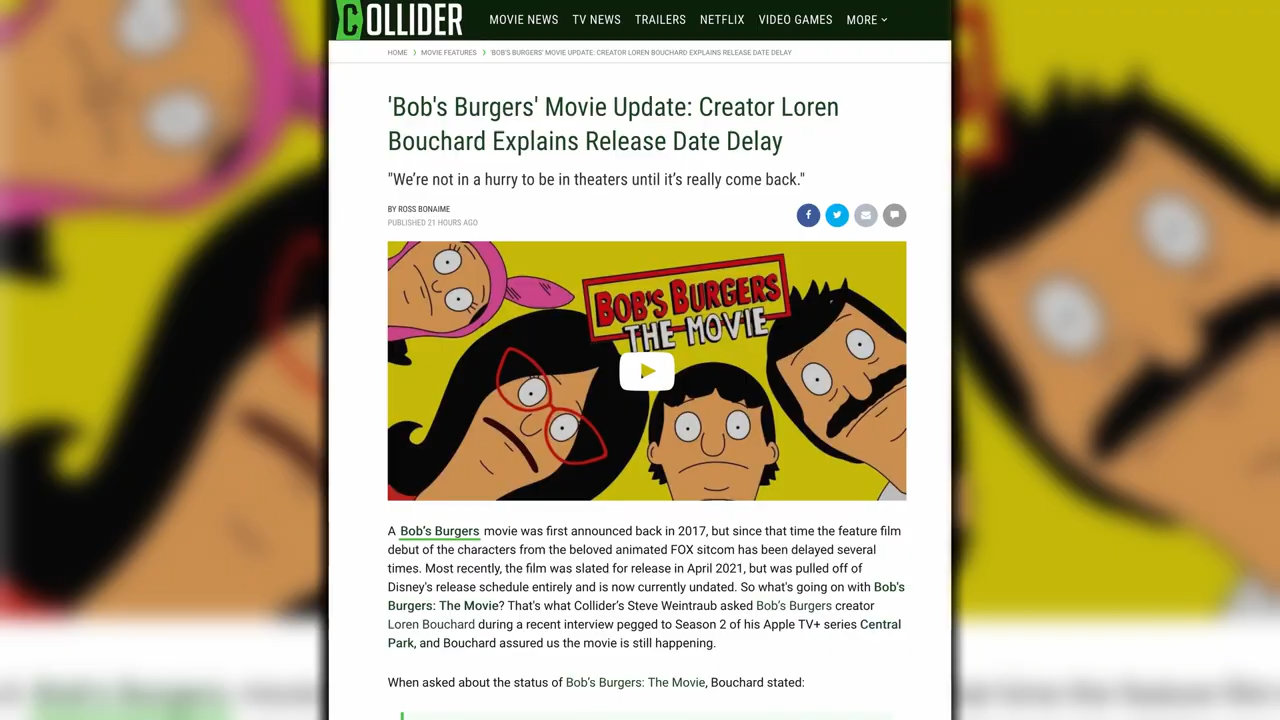 COLLIDER MOVIE NEWS TV NEWS TRAILERS NETFLIX VIDEO GAMES MORE
HOME MOVIE FEATURES 'BOB'S BURGERS' MOVIE UPDATE: CREATOR LOREN BOUCHARD EXPLAINS RELEASE DATE DELAY
'Bob's Burgers' Movie Update: Creator Loren
Bouchard Explains Release Date Delay
"We’re not in a hurry to be in theaters until it’s really come back."
BY ROSS BONAIME
PUBLISHED 21 HOURS AGO
BOB'S BURGERS
THE MOVIE
A Bob’s Burgers movie was first announced back in 2017, but since that time the feature film
debut of the characters from the beloved animated FOX sitcom has been delayed several
times. Most recently, the film was slated for release in April 2021, but was pulled off of
Disney's release schedule entirely and is now currently undated. So what's going on with Bob's
Burgers: The Movie? That's what Collider’s Steve Weintraub asked Bob’s Burgers creator
Loren Bouchard during a recent interview pegged to Season 2 of his Apple TV+ series Central
Park, and Bouchard assured us the movie is still happening.
When asked about the status of Bob’s Burgers: The Movie, Bouchard stated: